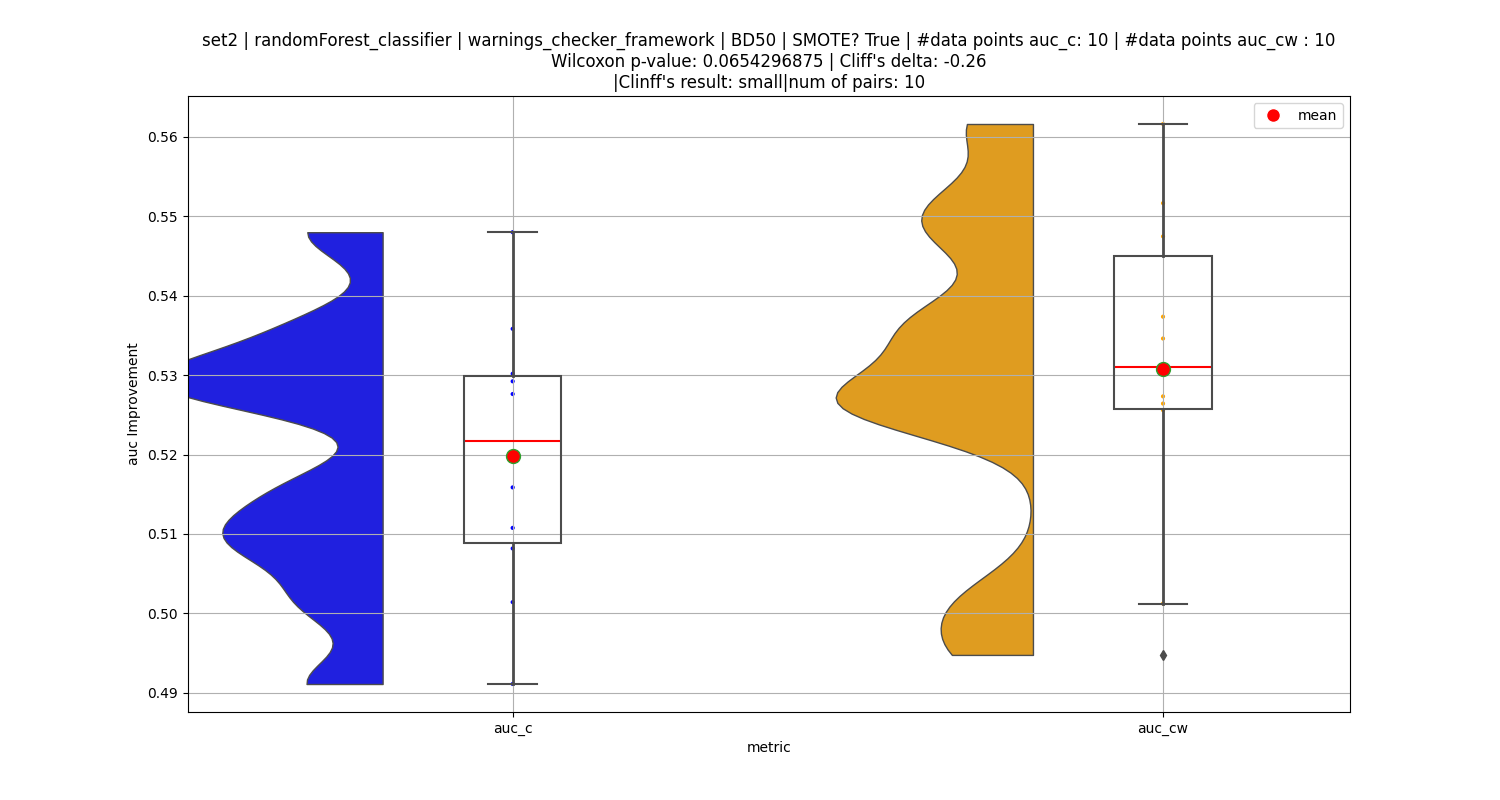 set2 | randomForest_classifier | warnings_checker_framework | BD50 | SMOTE? True | #data points auc_c: 10 | #data points auc_cw : 10
Wilcoxon p-value: 0.0654296875 | Cliff's delta: -0.26
|Clinff's result: small|num of pairs: 10
mean
0.56
0.55
0.54
0.53
0.52
0.51
0.50
0.49
auc Improvement
auc_c
auc_cw
metric